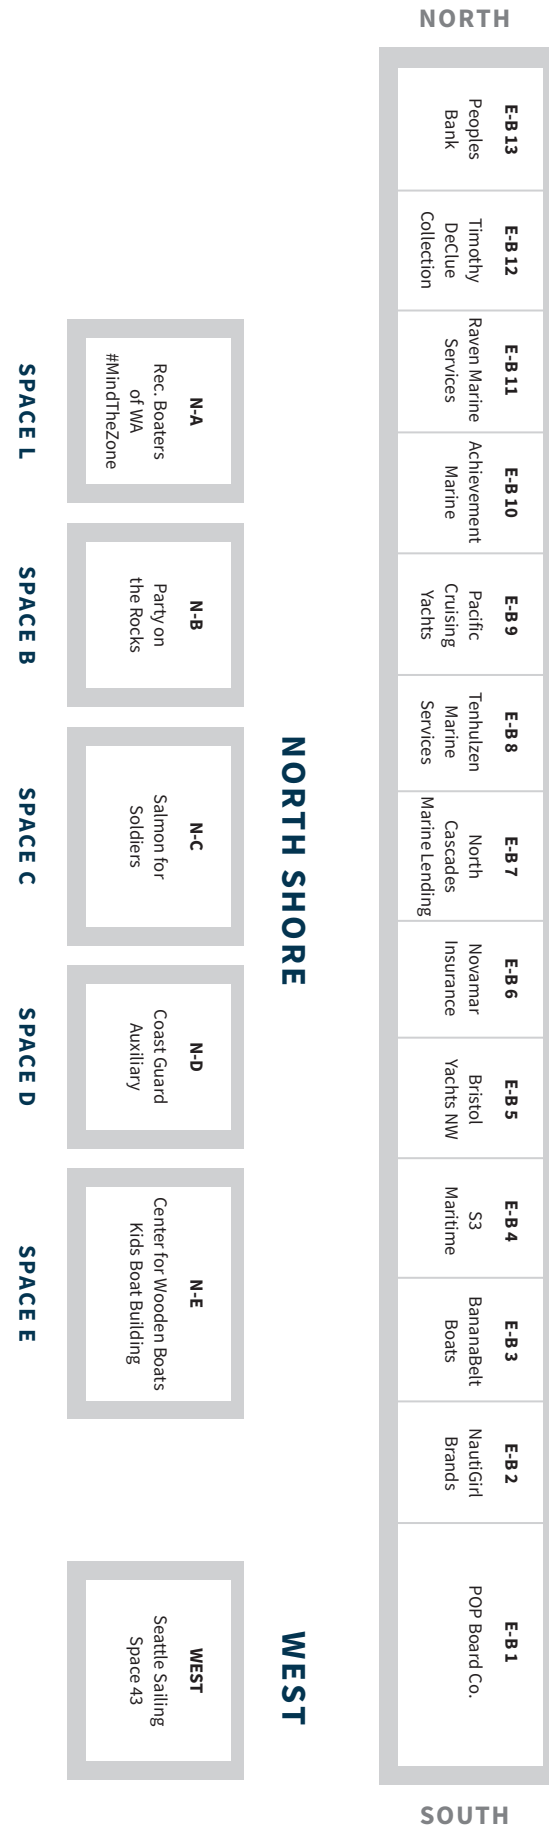 NORTH
E-B 13
Peoples
Bank
E-B 12
Timothy
DeClue
Collection
E-B 11
Raven Marine
Services
E-B 10
Achievement
Marine
E-B 9
Pacific
Cruising
Yachts
E-B 8
Tenhulzen
Marine
Services
E-B 7
North
Cascades
Marine Lending
E-B 6
Novamar
Insurance
E-B 5
Bristol
Yachts NW
E-B 4
S3
Maritime
E-B 3
BananaBelt
Boats
E-B 2
NautiGirl
Brands
E-B 1
POP Board Co.
SOUTH
NORTH SHORE
N-A
Rec. Boaters
of WA
#MindTheZone
SPACE L
N-B
Party on
the Rocks
SPACE B
N-C
Salmon for
Soldiers
SPACE C
N-D
Coast Guard
Auxiliary
SPACE D
N-E
Center for Wooden Boats
Kids Boat Building
SPACE E
WEST
WEST
Seattle Sailing
Space 43